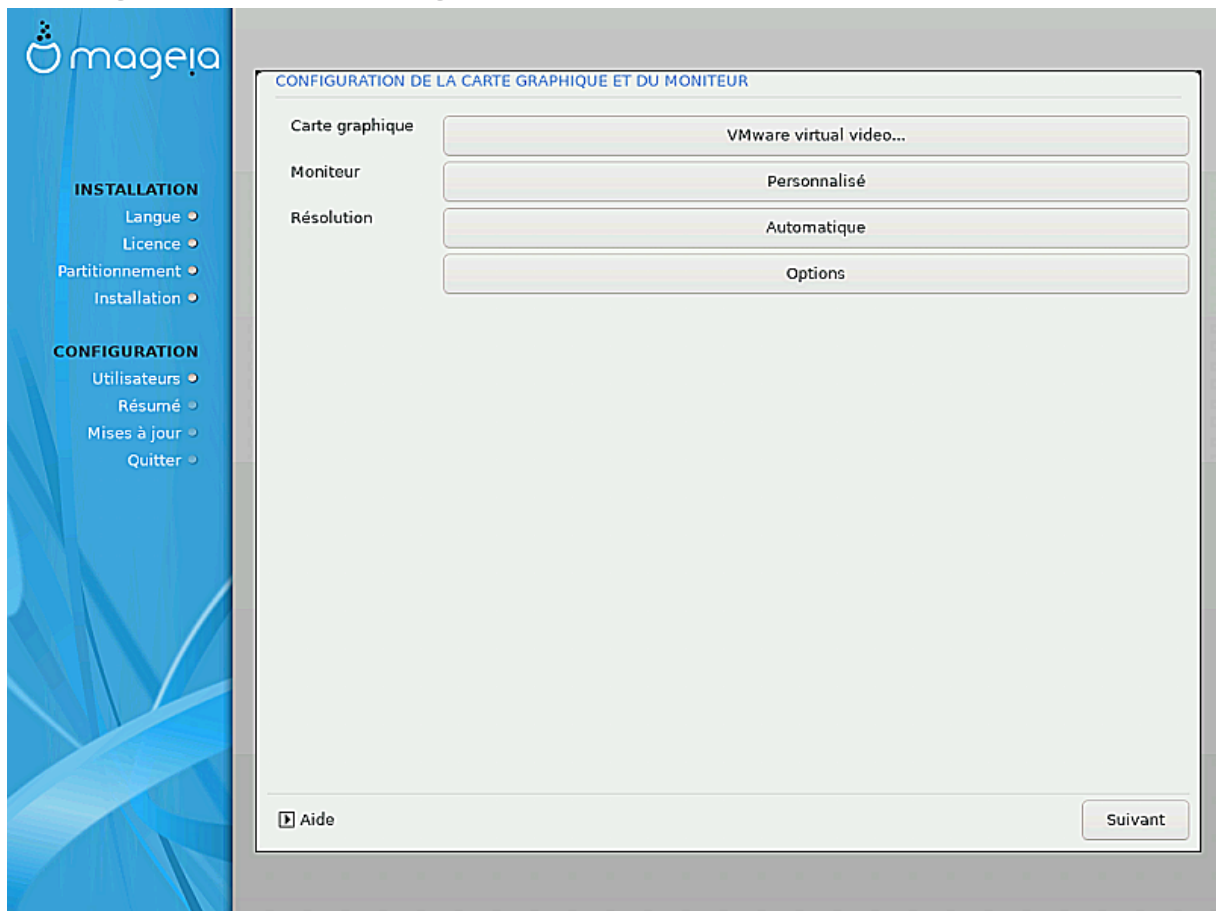 mageia
INSTALLATION
Langue
Licence
Partitionnement
Installation
CONFIGURATION
Utilisateurs
Résumé
Mises à jour
Quitter
CONFIGURATION DE LA CARTE GRAPHIQUE ET DU MONITEUR
Carte graphique VMware virtual video...
Moniteur Personnalisé
Résolution Automatique
Options
Aide Suivant